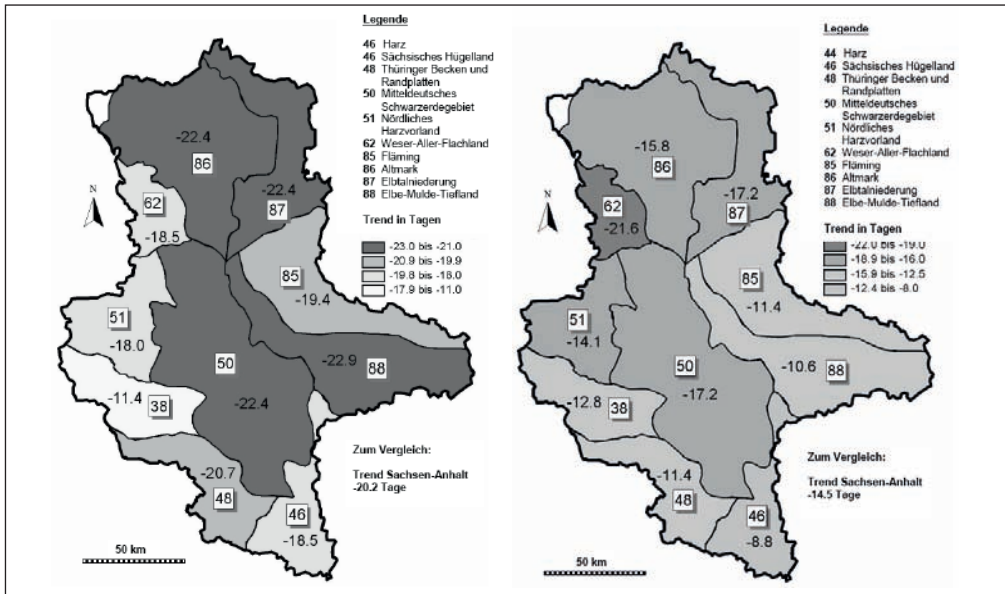 Legende
46 Harz
46 Sächsisches Hügelland
48 Thüringer Becken und
Randplatten
50 Mitteldeutsches
Schwarzerdegebiet
51 Nördliches
Harzvorland
62 Weser-Aller-Flachland
85 Fläming
86 Altmark
87 Elbtalniederung
88 Elbe-Mulde-Tiefland
Trend in Tagen
-23.0 bis -21.0
-20.9 bis -19.9
-19.8 bis -18.0
-17.9 bis -11.0
N
-22.4
86
-22.4
87
62
-18.5
85
-19.4
51
-18.0
50
-22.4
-22.9
88
-11.4
38
-20.7
48
46
-18.5
Zum Vergleich:
Trend Sachsen-Anhalt
-20.2 Tage
50 km
Legende
44 Harz
46 Sächsisches Hügelland
48 Thüringer Becken und
Randplatten
50 Mitteldeutsches
Schwarzerdegebiet
51 Nördliches
Harzvorland
62 Weser-Aller-Flachland
85 Fläming
86 Altmark
87 Elbtalniederung
88 Elbe-Mulde-Tiefland
Trend in Tagen
-22.0 bis -19.0
-18.9 bis -16.0
-15.9 bis -12.5
-12.4 bis -8.0
N
-15.8
86
-17.2
87
62
-21.6
85
-11.4
51
-14.1
50
-17.2
-10.6
88
-12.8
38
-11.4
48
46
-8.8
Zum Vergleich:
Trend Sachsen-Anhalt
-14.5 Tage
50 km